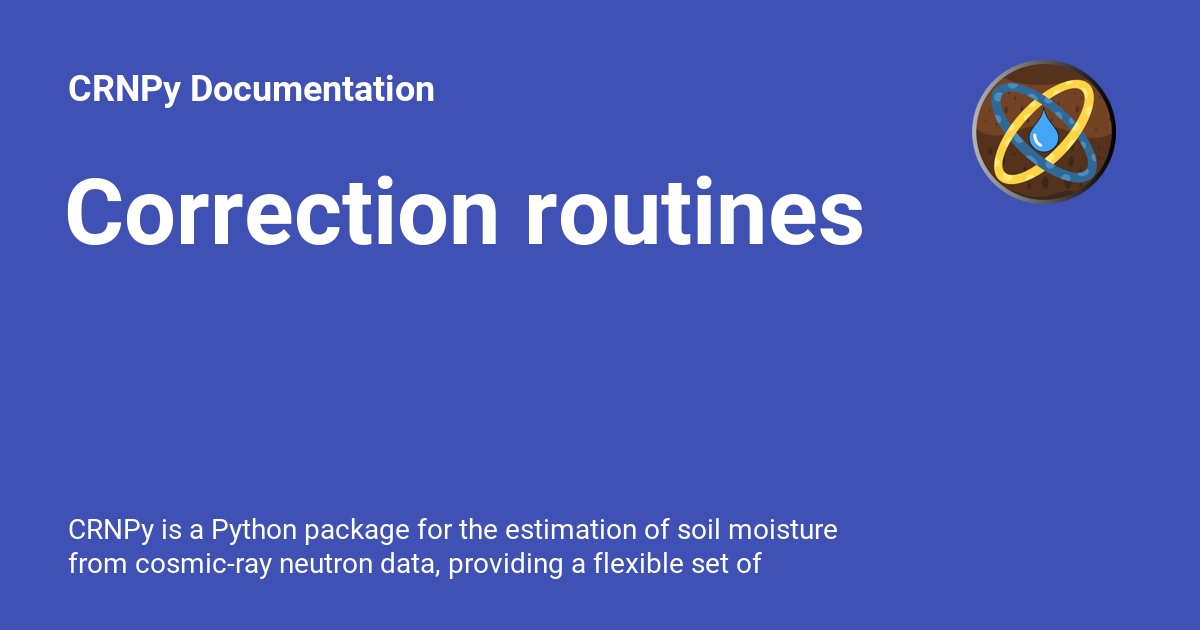 CRNPy Documentation
Correction routines
CRNPy is a Python package for the estimation of soil moisture
from cosmic-ray neutron data, providing a flexible set of